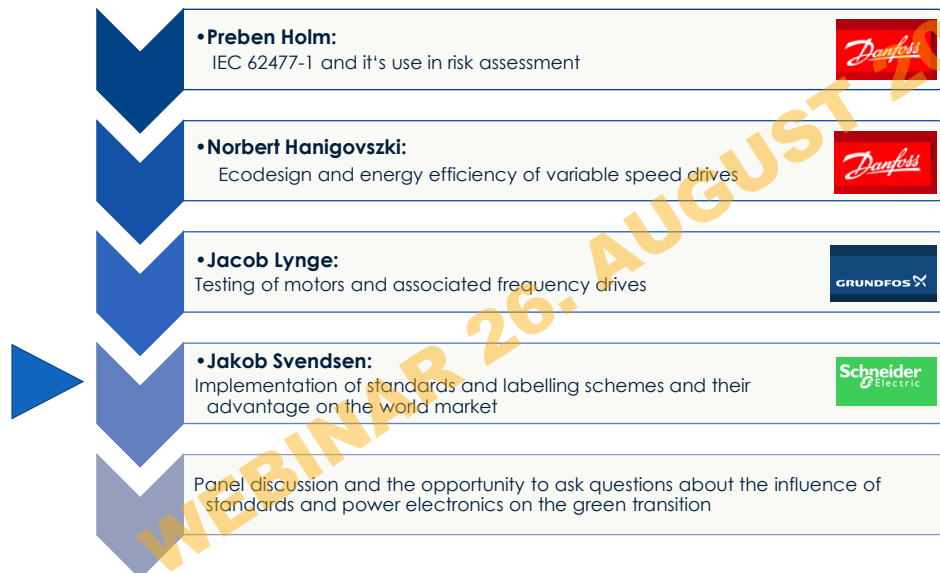 •Preben Holm:
IEC 62477-1 and it‘s use in risk assessment
Danfoss
•Norbert Hanigovszki:
Ecodesign and energy efficiency of variable speed drives
Danfoss
•Jacob Lynge:
Testing of motors and associated frequency drives
GRUNDFOS
•Jakob Svendsen:
Implementation of standards and labelling schemes and their
advantage on the world market
Schneider
Electric
Panel discussion and the opportunity to ask questions about the influence of
standards and power electronics on the green transition
WEBINAR 26. AUGUST